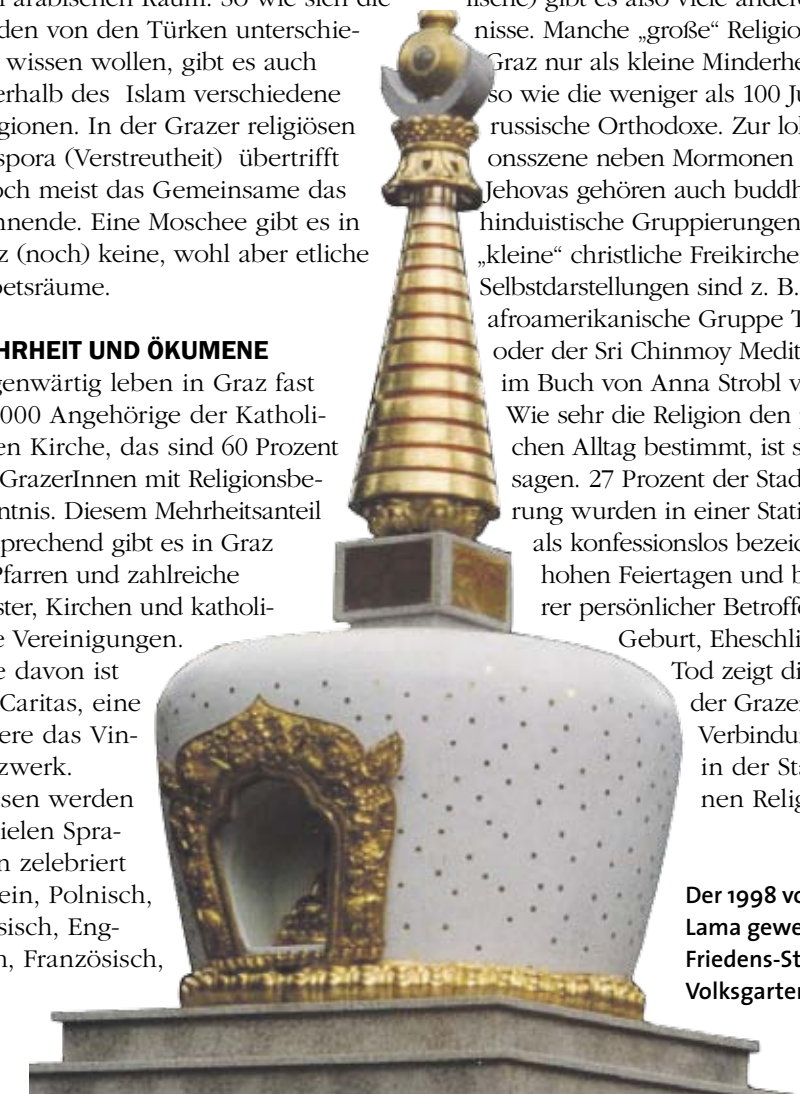 arabischen Raum. So wie sich die
den von den Türken unterschie-
wissen wollen, gibt es auch
erhalb des Islam verschiedene
gionen. In der Grazer religiösen
spora (Verstreutheit) übertrifft
och meist das Gemeinsame das
nnende. Eine Moschee gibt es in
z (noch) keine, wohl aber etliche
betsräume.
HRHEIT UND ÖKUMENE
genwärtig leben in Graz fast
000 Angehörige der Katholi-
en Kirche, das sind 60 Prozent
GrazerInnen mit Religionsbe-
ntnis. Diesem Mehrheitsanteil
sprechend gibt es in Graz
Pfarren und zahlreiche
ster, Kirchen und katholi-
e Vereinigungen.
e davon ist
Caritas, eine
ere das Vin-
zwerk.
sen werden
ielen Spra-
n zelebriert
ein, Polnisch,
sisch, Eng-
n, Französisch,
lische) gibt es also viele andere
nisse. Manche „große“ Religio
Graz nur als kleine Minderhe
so wie die weniger als 100 Ju
russische Orthodoxe. Zur lo
onsszene neben Mormonen
Jehovas gehören auch buddh
hinduistische Gruppierungen
„kleine“ christliche Freikirche
Selbstdarstellungen sind z. B.
afroamerikanische Gruppe T
oder der Sri Chinmoy Medit
im Buch von Anna Strobl v
Wie sehr die Religion den
chen Alltag bestimmt, ist s
sagen. 27 Prozent der Stad
rung wurden in einer Stati
als konfessionslos bezeic
hohen Feiertagen und b
rer persönlicher Betroffe
Geburt, Eheschli
Tod zeigt di
der Grazer
Verbindu
in der Sta
nen Relig
Der 1998 vo
Lama gewe
Friedens-St
Volksgarten